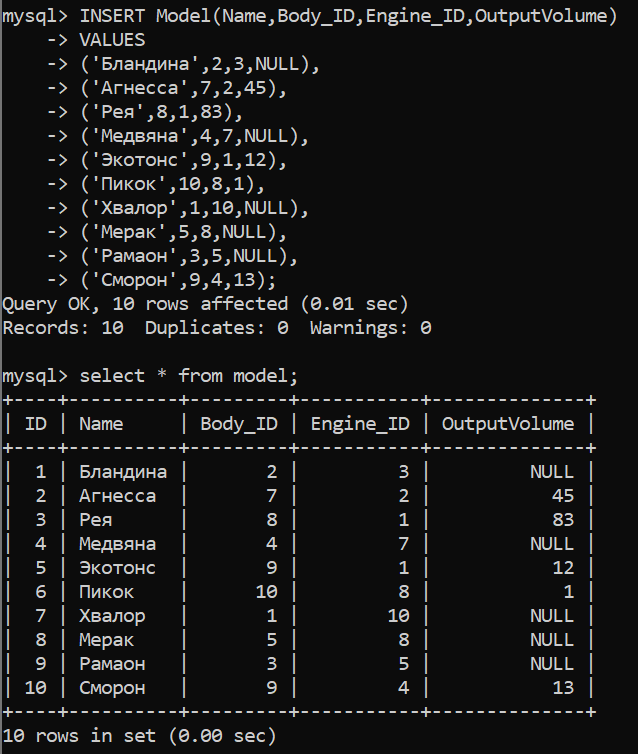 mysql> INSERT Model(Name,Body_ID,Engine_ID,OutputVolume)
    -> VALUES
    -> ('Бландина',2,3,NULL),
    -> ('Агнесса',7,2,45),
    -> ('Рея',8,1,83),
    -> ('Медвяна',4,7,NULL),
    -> ('Экотонс',9,1,12),
    -> ('Пикок',10,8,1),
    -> ('Хвалор',1,10,NULL),
    -> ('Мерак',5,8,NULL),
    -> ('Рамаон',3,5,NULL),
    -> ('Сморон',9,4,13);
Query OK, 10 rows affected (0.01 sec)
Records: 10  Duplicates: 0  Warnings: 0

mysql> select * from model;
+----+----------+---------+-----------+--------------+
| ID | Name     | Body_ID | Engine_ID | OutputVolume |
+----+----------+---------+-----------+--------------+
|  1 | Бландина |       2 |         3 |         NULL |
|  2 | Агнесса  |       7 |         2 |           45 |
|  3 | Рея      |       8 |         1 |           83 |
|  4 | Медвяна  |       4 |         7 |         NULL |
|  5 | Экотонс  |       9 |         1 |           12 |
|  6 | Пикок    |      10 |         8 |            1 |
|  7 | Хвалор   |       1 |        10 |         NULL |
|  8 | Мерак    |       5 |         8 |         NULL |
|  9 | Рамаон   |       3 |         5 |         NULL |
| 10 | Сморон   |       9 |         4 |           13 |
+----+----------+---------+-----------+--------------+
10 rows in set (0.00 sec)